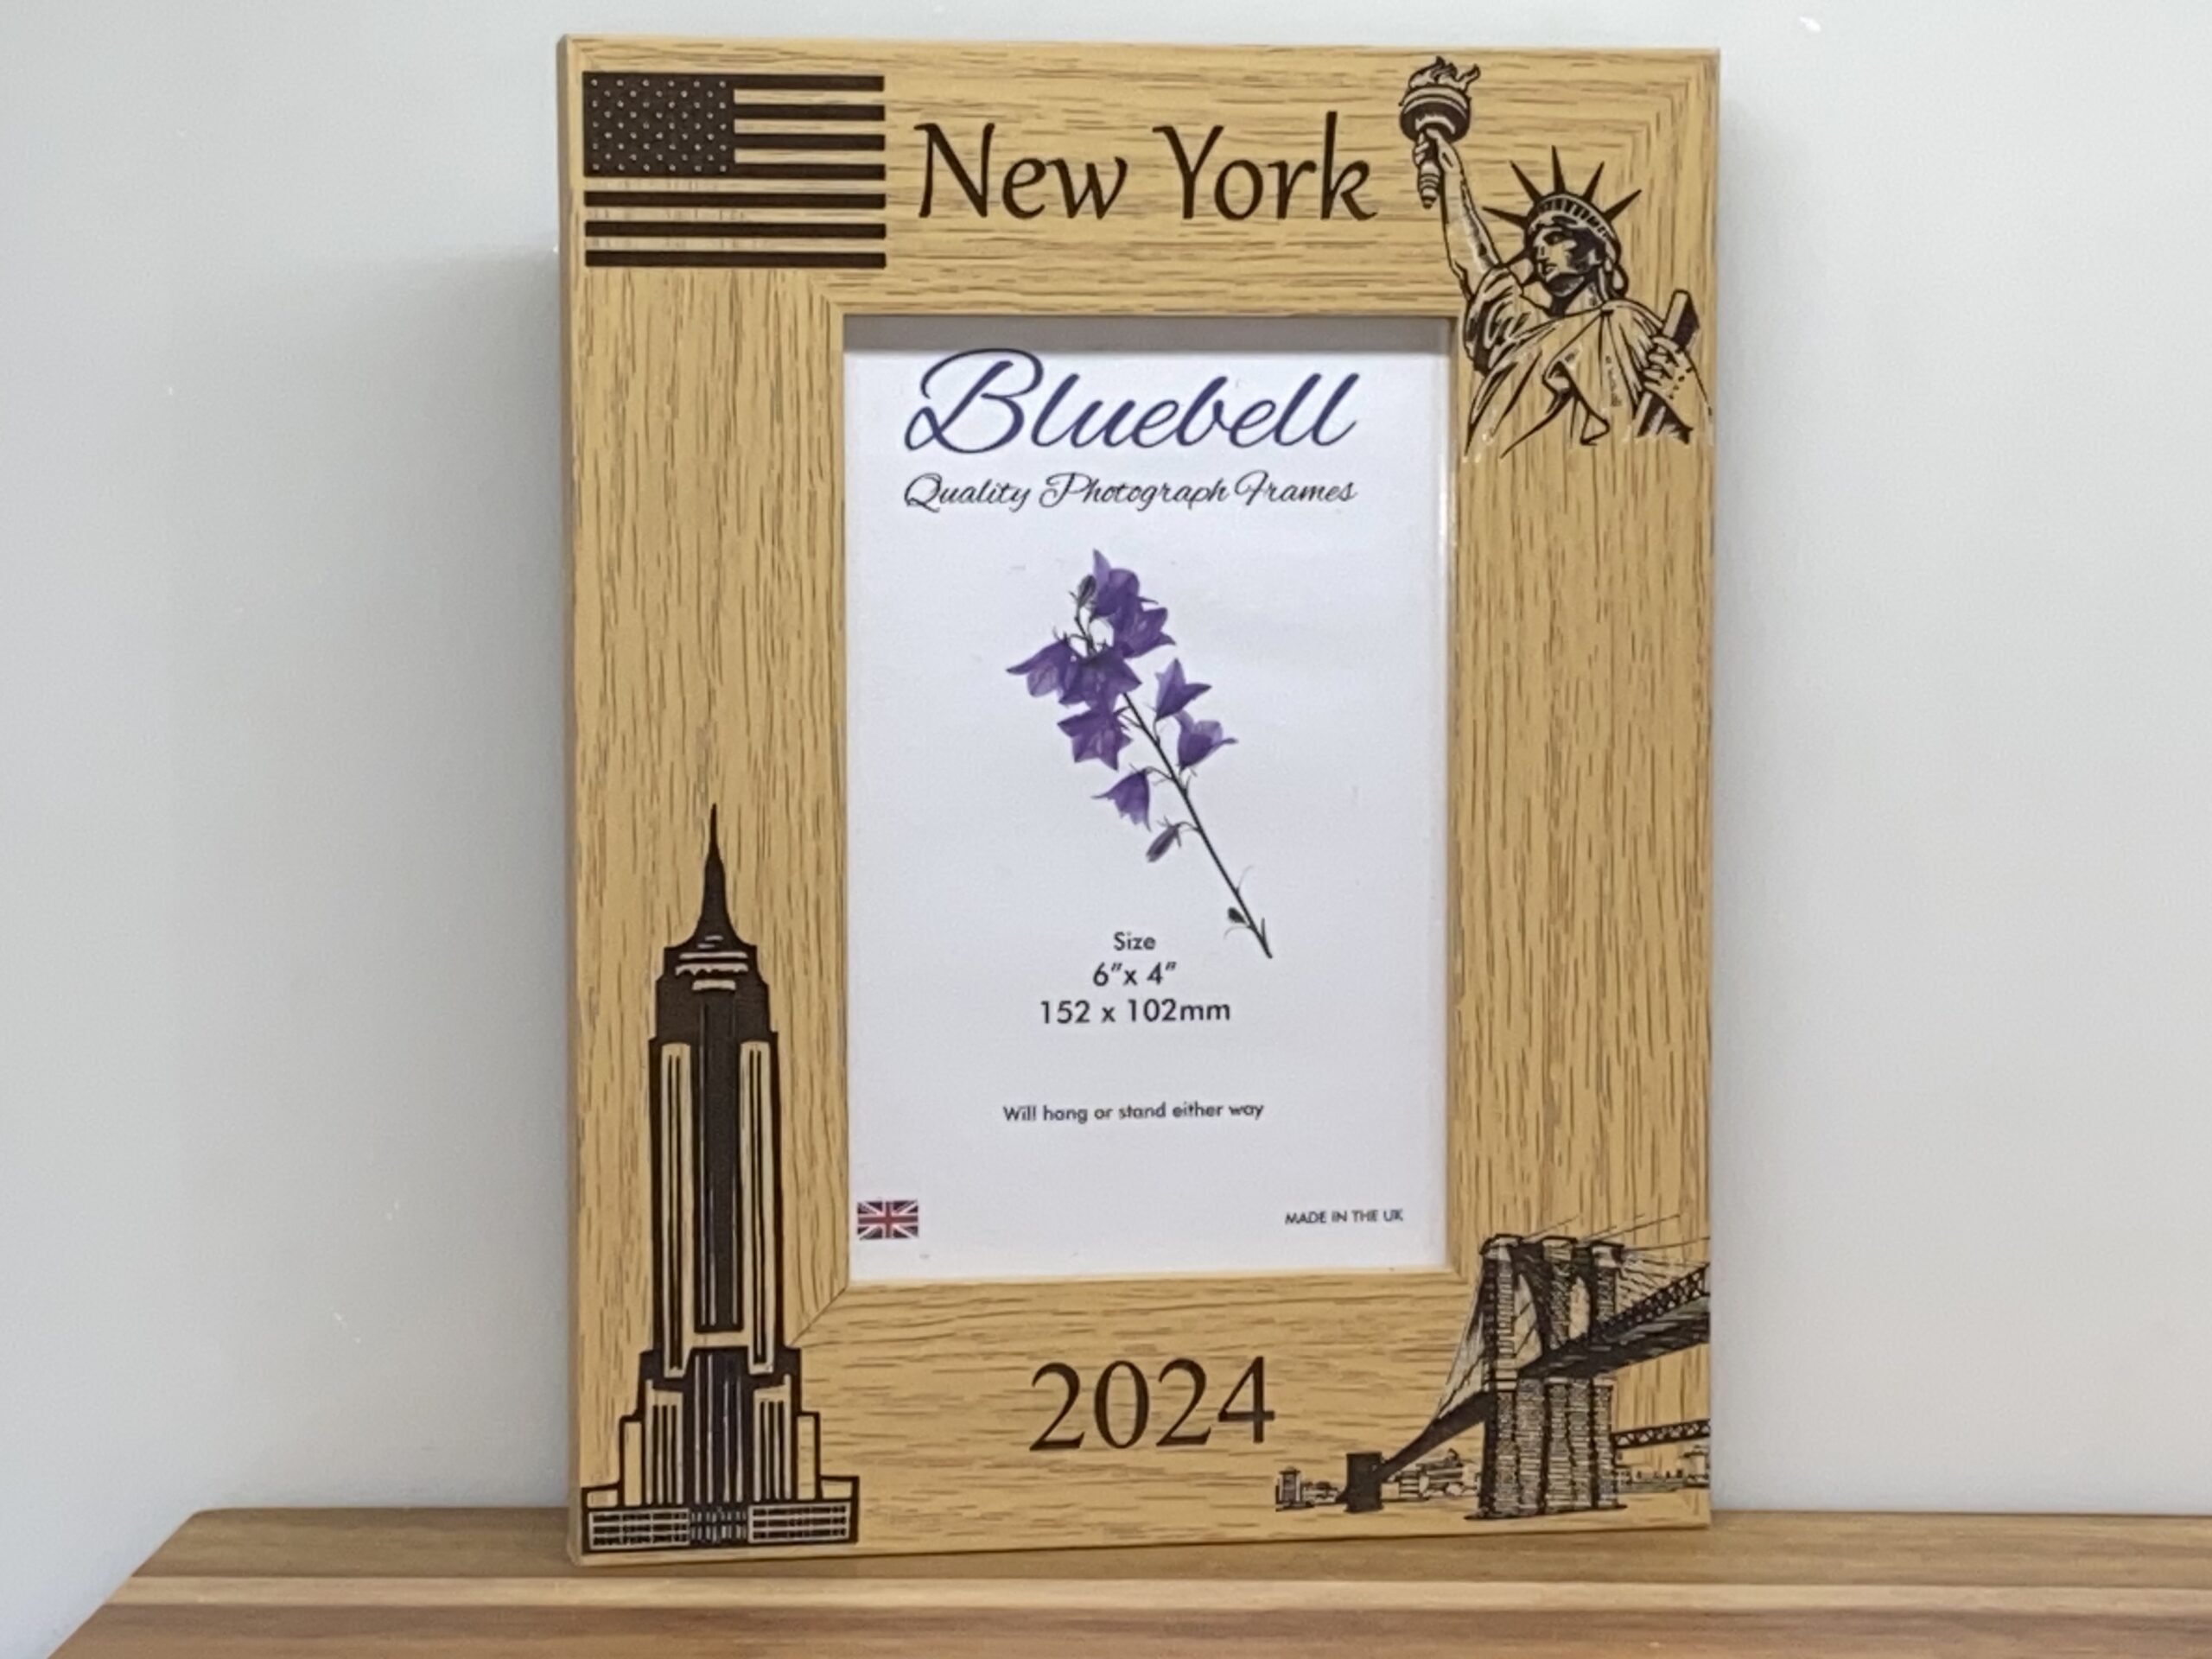 New York
Bluebell
Quality Photograph Frames
Size
6”x 4”
152 x 102mm
Will hang or stand either way
MADE IN THE UK
2024